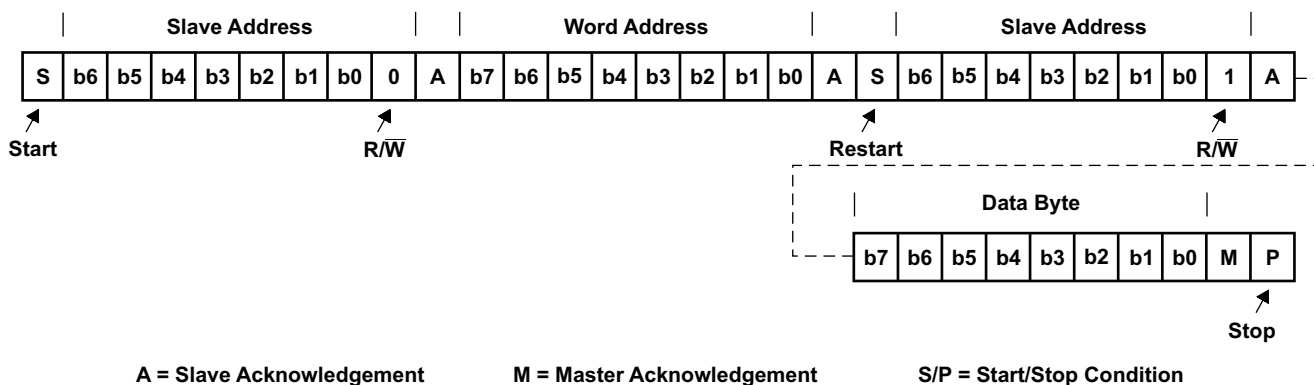 Slave Address Word Address Slave Address
S b6 b5 b4 b3 b2 b1 b0 0 A b7 b6 b5 b4 b3 b2 b1 b0 A S b6 b5 b4 b3 b2 b1 b0 1 A
Start R/W̅ Restart R/W̅
Data Byte
b7 b6 b5 b4 b3 b2 b1 b0 M P
Stop
A = Slave Acknowledgement M = Master Acknowledgement S/P = Start/Stop Condition